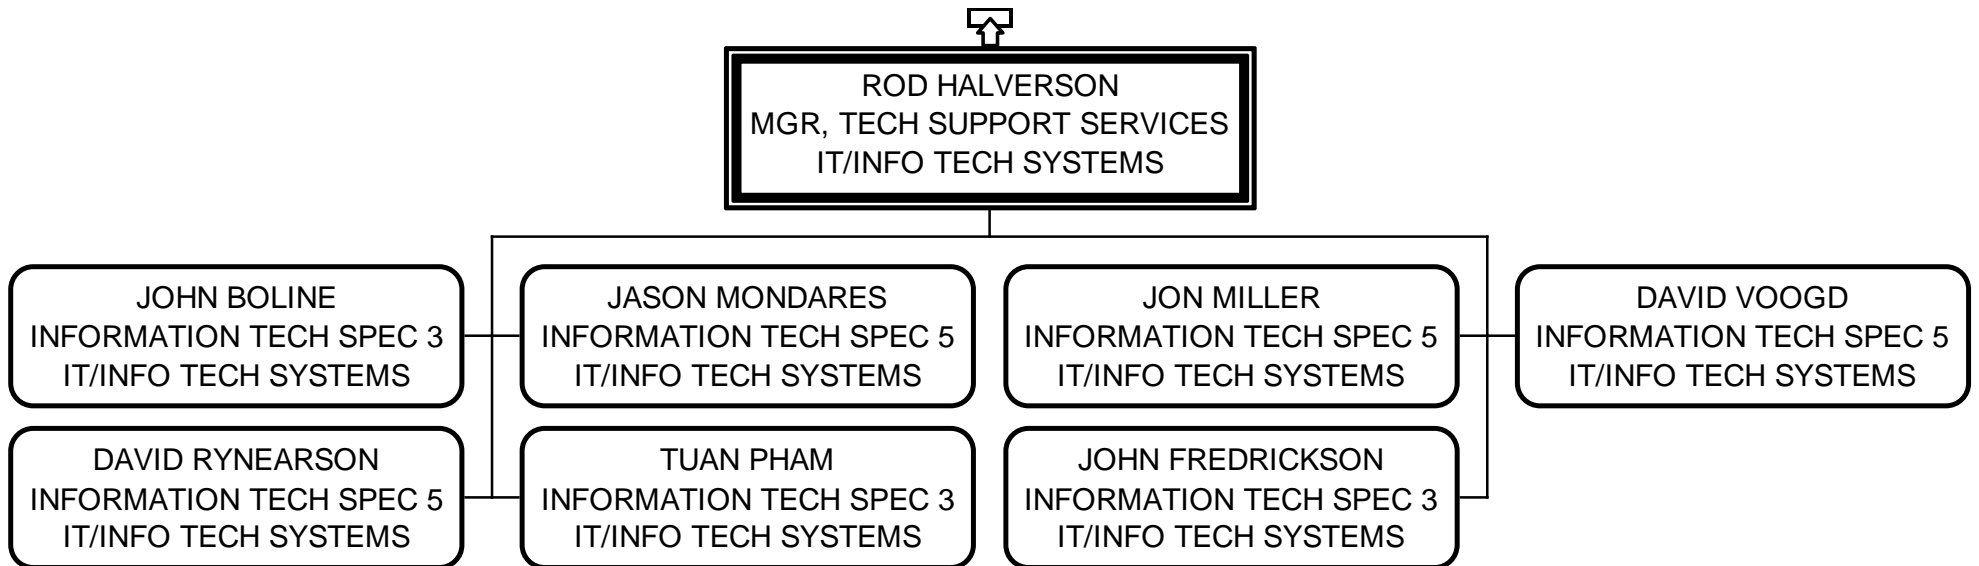 ROD HALVERSON
MGR, TECH SUPPORT SERVICES
IT/INFO TECH SYSTEMS
JOHN BOLINE
INFORMATION TECH SPEC 3
IT/INFO TECH SYSTEMS
JASON MONDARES
INFORMATION TECH SPEC 5
IT/INFO TECH SYSTEMS
JON MILLER
INFORMATION TECH SPEC 5
IT/INFO TECH SYSTEMS
DAVID VOOGD
INFORMATION TECH SPEC 5
IT/INFO TECH SYSTEMS
DAVID RYNEARSON
INFORMATION TECH SPEC 5
IT/INFO TECH SYSTEMS
TUAN PHAM
INFORMATION TECH SPEC 3
IT/INFO TECH SYSTEMS
JOHN FREDRICKSON
INFORMATION TECH SPEC 3
IT/INFO TECH SYSTEMS